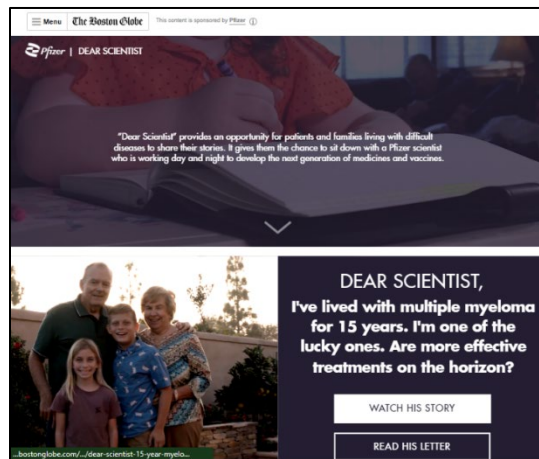 Menu The Boston Globe This content is sponsored by Pfizer
Pfizer | DEAR SCIENTIST
"Dear Scientist" provides an opportunity for patients and families living with difficult
diseases to share their stories. It gives them the chance to sit down with a Pfizer scientist
who is working day and night to develop the next generation of medicines and vaccines.
DEAR SCIENTIST,
I've lived with multiple myeloma
for 15 years. I'm one of the
lucky ones. Are more effective
treatments on the horizon?
WATCH HIS STORY
READ HIS LETTER
...bostonglobe.com/.../dear-scientist-15-year-myelo...